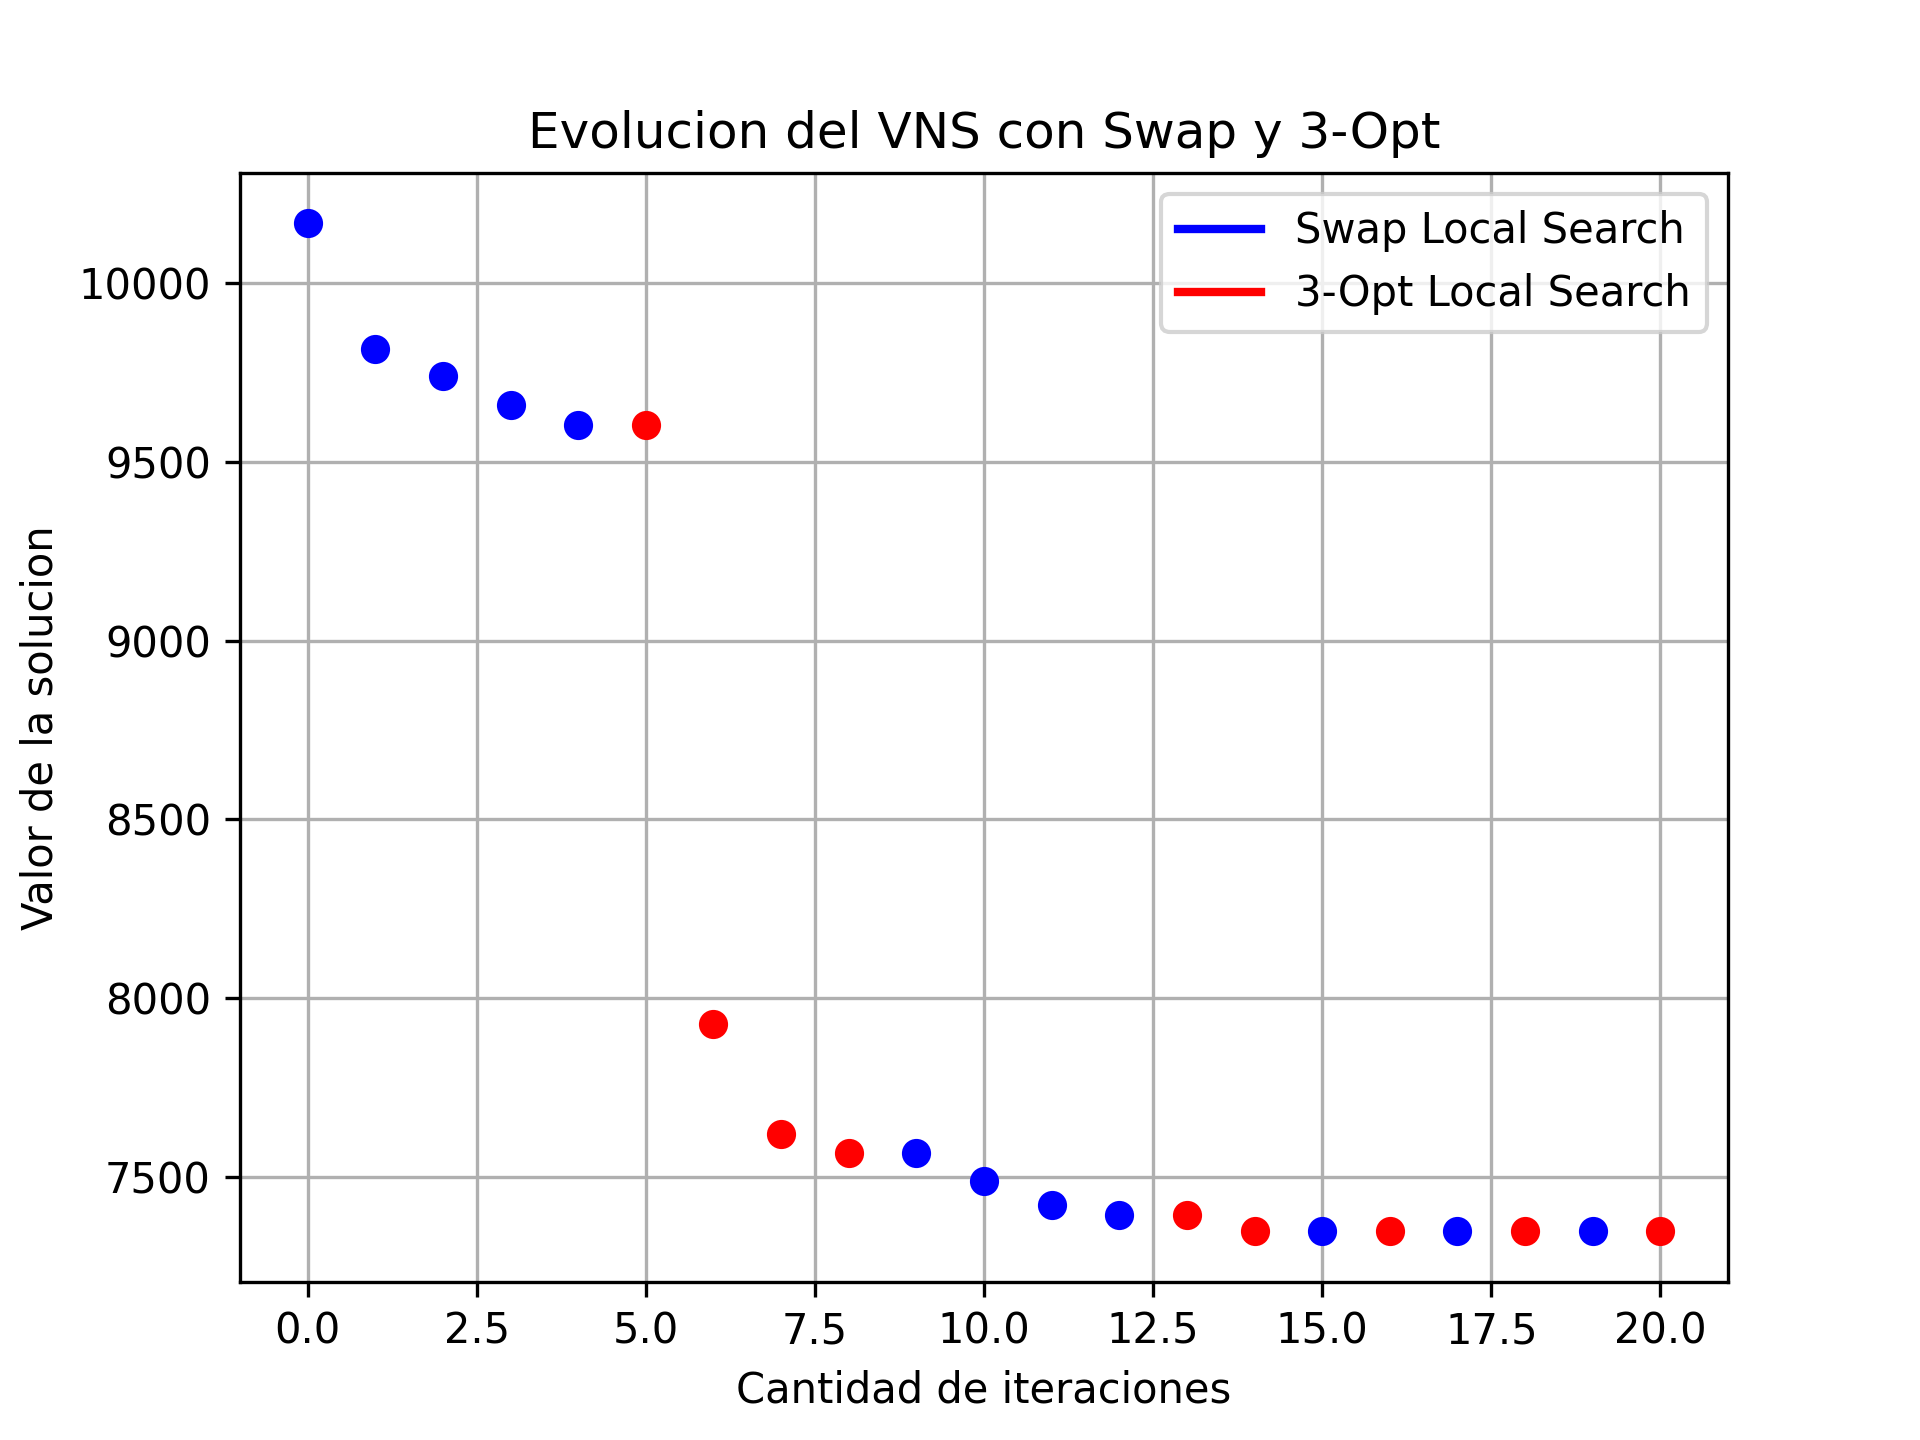 Evolucion del VNS con Swap y 3-Opt
Swap Local Search
3-Opt Local Search
Valor de la solucion
10000
9500
9000
8500
8000
7500
0.0 2.5 5.0 7.5 10.0 12.5 15.0 17.5 20.0
Cantidad de iteraciones